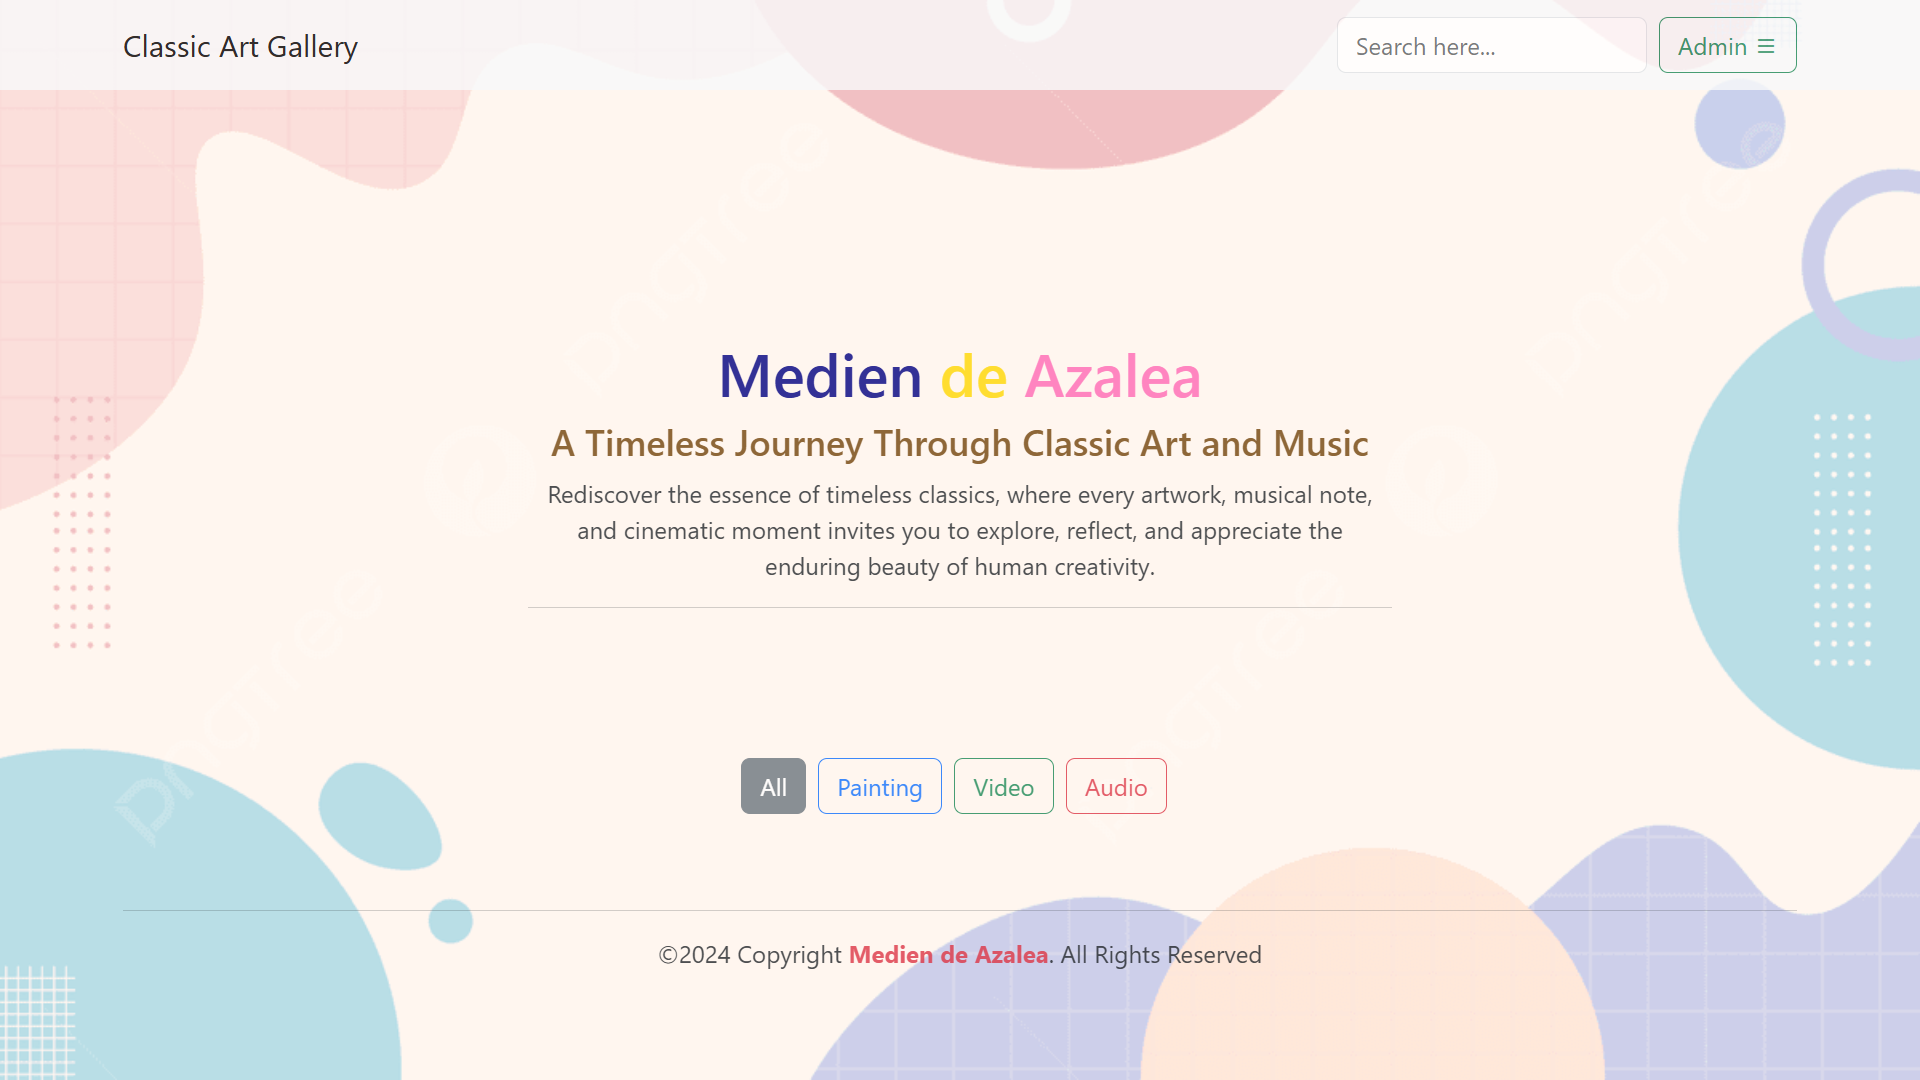 Classic Art Gallery
Search here...
Admin
Medien de Azalea
A Timeless Journey Through Classic Art and Music
Rediscover the essence of timeless classics, where every artwork, musical note,
and cinematic moment invites you to explore, reflect, and appreciate the
enduring beauty of human creativity.
All
Painting
Video
Audio
©2024 Copyright Medien de Azalea. All Rights Reserved